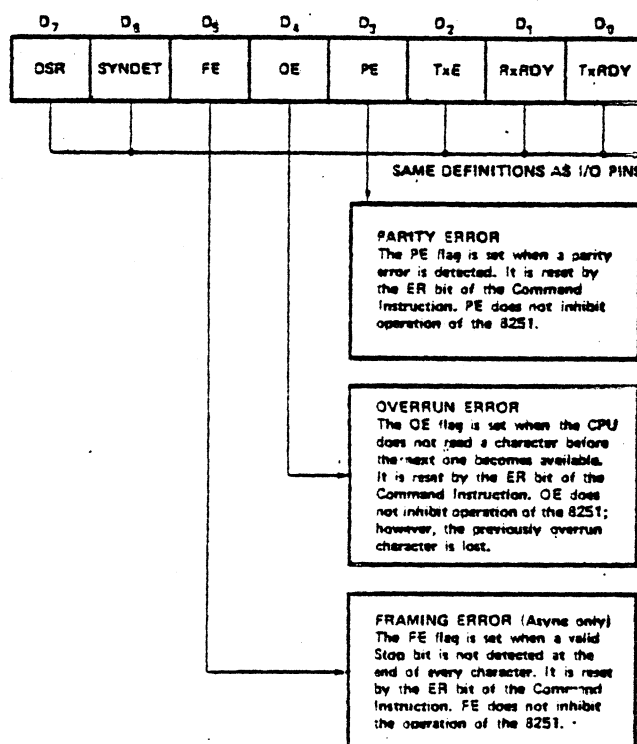 D7 D6 D5 D4 D3 D2 D1 D0
DSR SYNDET FE OE PE TxE RxRDY TxRDY
SAME DEFINITIONS AS I/O PINS
PARITY ERROR
The PE flag is set when a parity
error is detected. It is reset by
the ER bit of the Command
Instruction. PE does not inhibit
operation of the 8251.
OVERRUN ERROR
The OE flag is set when the CPU
does not read a character before
the next one becomes available.
It is reset by the ER bit of the
Command Instruction. OE does
not inhibit operation of the 8251;
however, the previously overrun
character is lost.
FRAMING ERROR (Async only)
The FE flag is set when a valid
Stop bit is not detected at the
end of every character. It is reset
by the ER bit of the Command
Instruction. FE does not inhibit
the operation of the 8251.